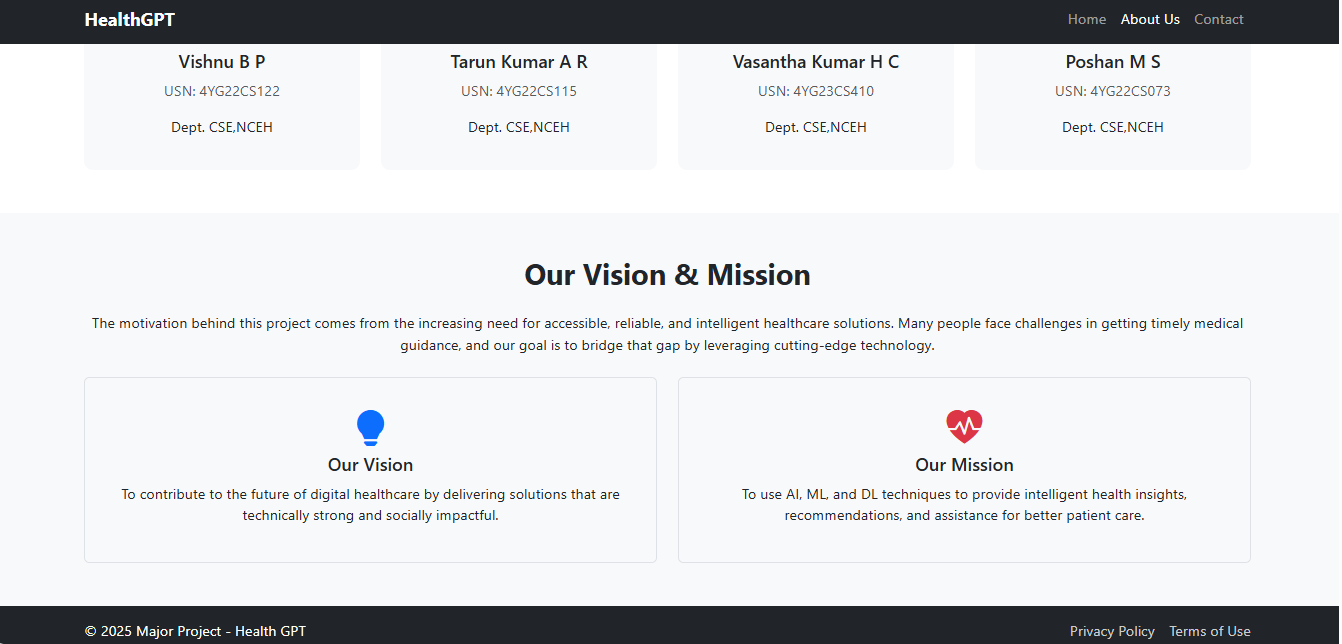 HealthGPT
Home About Us Contact
Vishnu B P
USN: 4YG22CS122
Dept. CSE,NCEH
Tarun Kumar A R
USN: 4YG22CS115
Dept. CSE,NCEH
Vasantha Kumar H C
USN: 4YG23CS410
Dept. CSE,NCEH
Poshan M S
USN: 4YG22CS073
Dept. CSE,NCEH
Our Vision & Mission
The motivation behind this project comes from the increasing need for accessible, reliable, and intelligent healthcare solutions. Many people face challenges in getting timely medical
guidance, and our goal is to bridge that gap by leveraging cutting-edge technology.
Our Vision
To contribute to the future of digital healthcare by delivering solutions that are
technically strong and socially impactful.
Our Mission
To use AI, ML, and DL techniques to provide intelligent health insights,
recommendations, and assistance for better patient care.
© 2025 Major Project - Health GPT
Privacy Policy Terms of Use